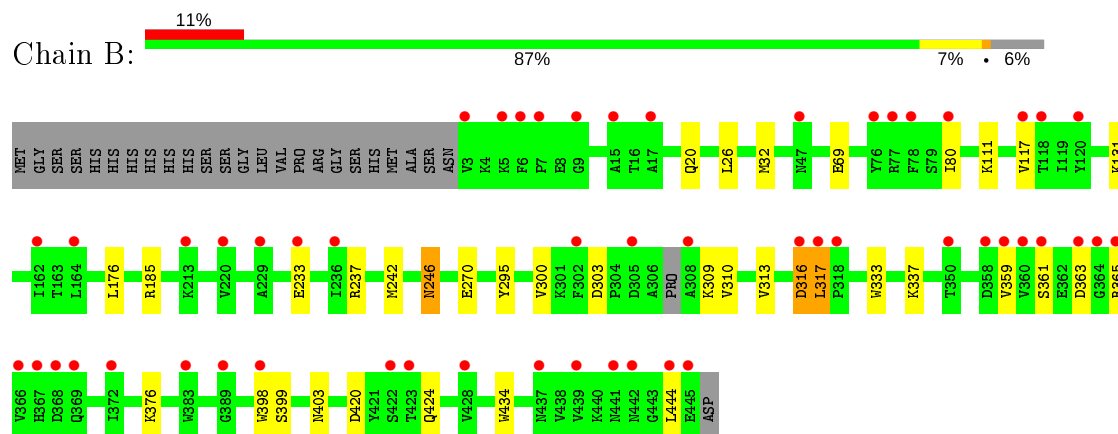 11%
Chain B:
87% 7% • 6%
MET GLY SER SER HIS HIS HIS HIS HIS HIS SER SER GLY LEU VAL PRO ARG GLY SER HIS MET ALA SER ASN V3 K4 K5 F6 P7 E8 G9 A15 T16 A17 Q20 L26 M32 N47 E69 Y76 R77 F78 S79 I80 K111 V117 T118 I119 Y120 K131
I162 T163 L164 L176 R185 K213 V220 A229 E233 I236 R237 M242 N246 E270 Y295 V300 K301 F302 D303 P304 D305 A306 PRO A308 K309 V310 V313 D316 L317 P318 W333 K337 T350 D358 V359 V360 S361 E362 D363 G364
V366 H367 D368 Q369 I372 K376 W383 G389 W398 S399 N403 D420 Y421 S422 T423 Q424 V428 W434 N437 V438 V439 K440 N441 N442 G443 L444 E445 ASP